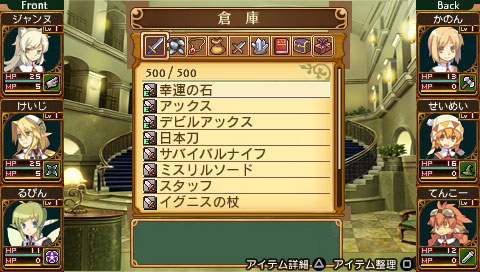 Front
倉庫
Back
ジャンヌ
Lv 1
HP 25
MP 5
けいじ
Lv 1
HP 25
MP 5
るぴん
Lv 1
HP 11
MP 11
500/500
E 幸運の石
E アックス
E デビルアックス
E 日本刀
サバイバルナイフ
ミスリルソード
スタッフ
イグニスの杖
かのん
Lv 1
HP 13
MP 0
せいめい
Lv 1
HP 16
MP 0
てんこー
Lv 1
HP 12
MP 0
アイテム詳細 : △ アイテム整理 : □